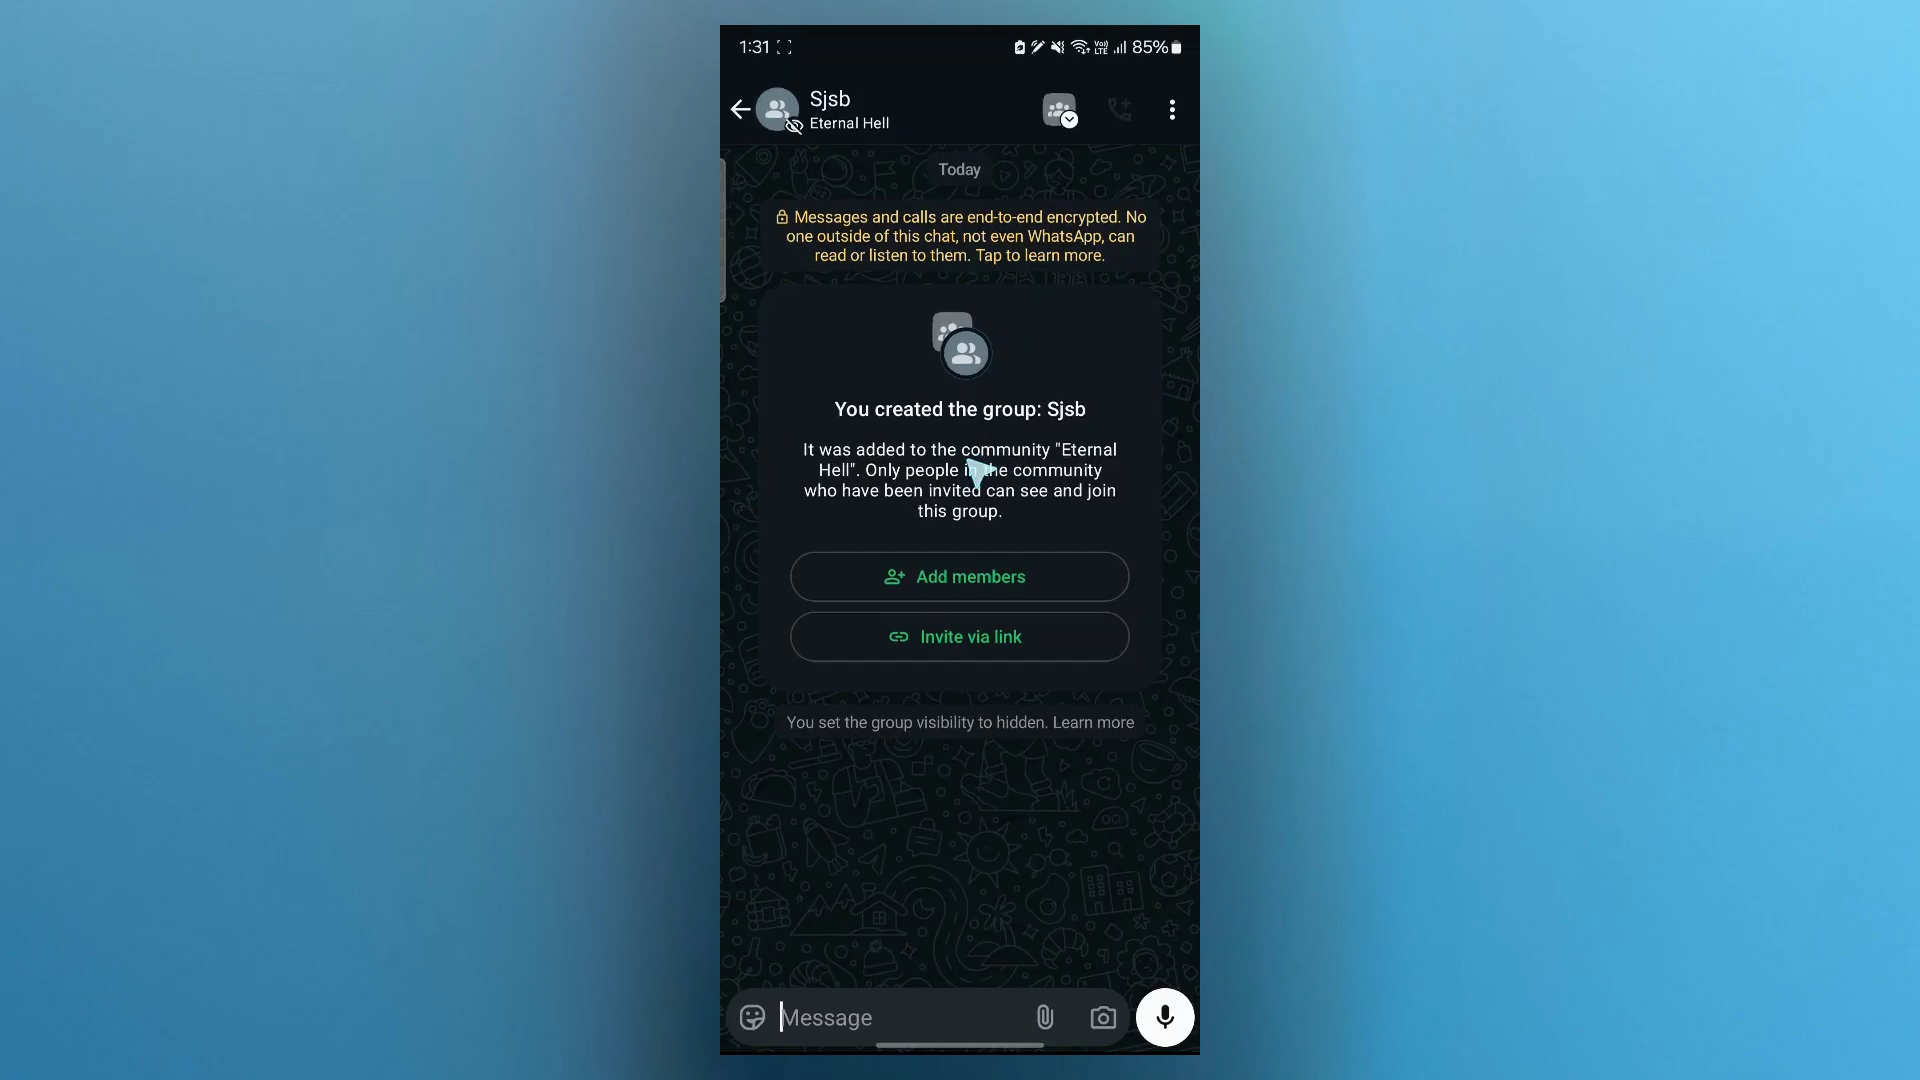 1:31
Vo)) LTE 85%
Sjsb
Eternal Hell
Today
Messages and calls are end-to-end encrypted. No
one outside of this chat, not even WhatsApp, can
read or listen to them. Tap to learn more.
You created the group: Sjsb
It was added to the community "Eternal
Hell". Only people in the community
who have been invited can see and join
this group.
Add members
Invite via link
You set the group visibility to hidden. Learn more
Message